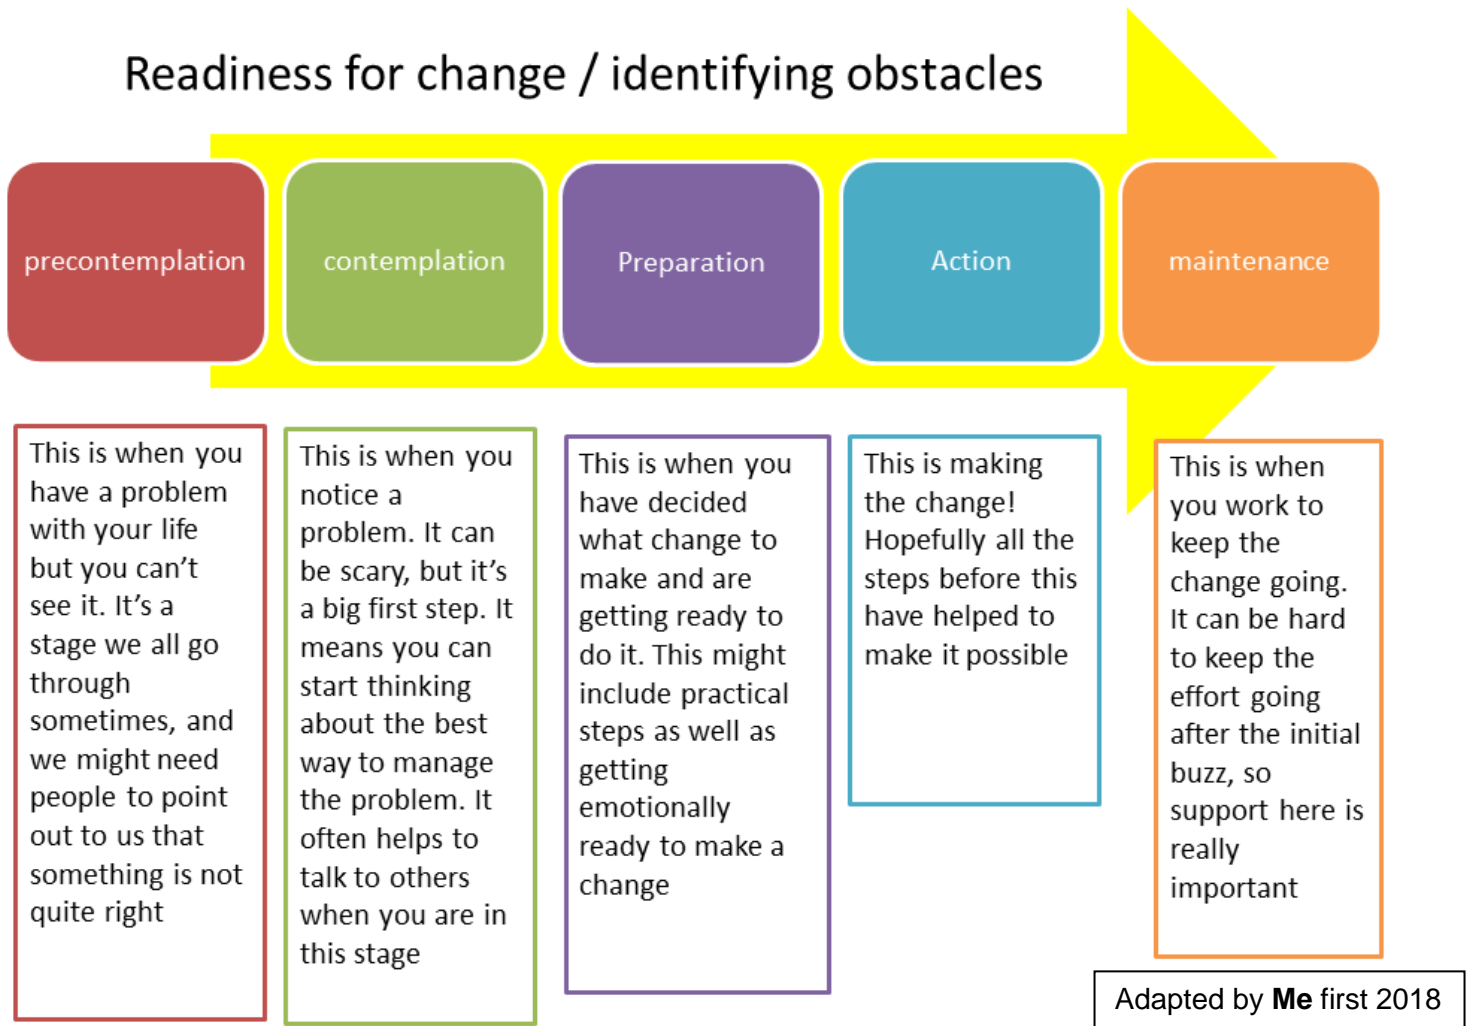 Readiness for change / identifying obstacles
precontemplation
contemplation
Preparation
Action
maintenance
This is when you
have a problem
with your life
but you can’t
see it. It’s a
stage we all go
through
sometimes, and
we might need
people to point
out to us that
something is not
quite right
This is when you
notice a
problem. It can
be scary, but it’s
a big first step. It
means you can
start thinking
about the best
way to manage
the problem. It
often helps to
talk to others
when you are in
this stage
This is when you
have decided
what change to
make and are
getting ready to
do it. This might
include practical
steps as well as
getting
emotionally
ready to make a
change
This is making
the change!
Hopefully all the
steps before this
have helped to
make it possible
This is when
you work to
keep the
change going.
It can be hard
to keep the
effort going
after the initial
buzz, so
support here is
really
important
Adapted by Me first 2018